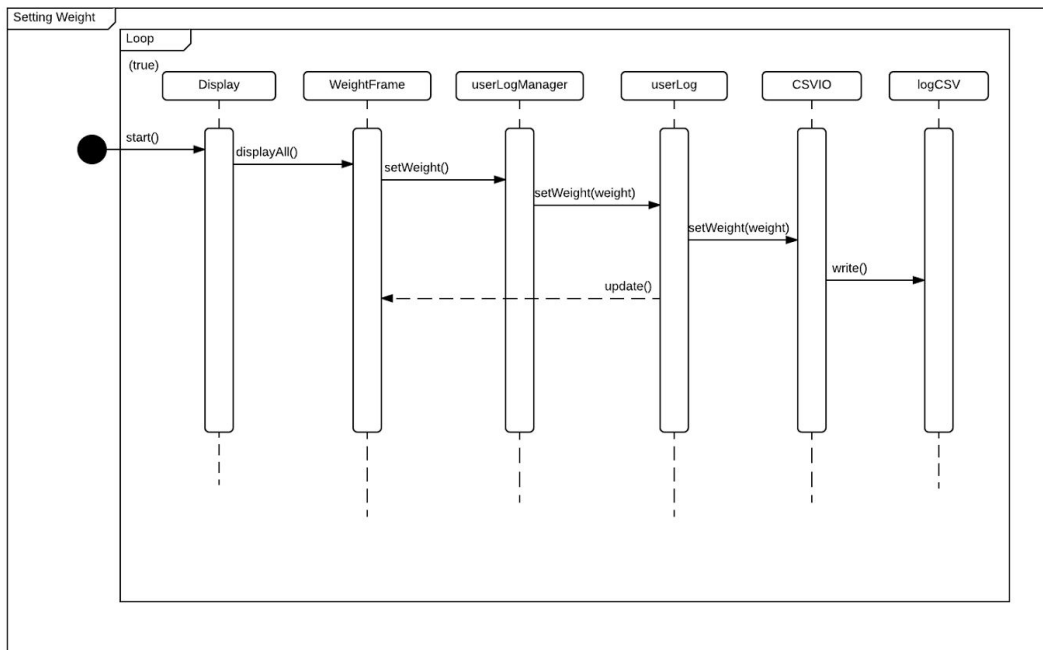 Setting Weight
Loop
(true)
Display
WeightFrame
userLogManager
userLog
CSVIO
logCSV
start()
displayAll()
setWeight()
setWeight(weight)
setWeight(weight)
write()
update()